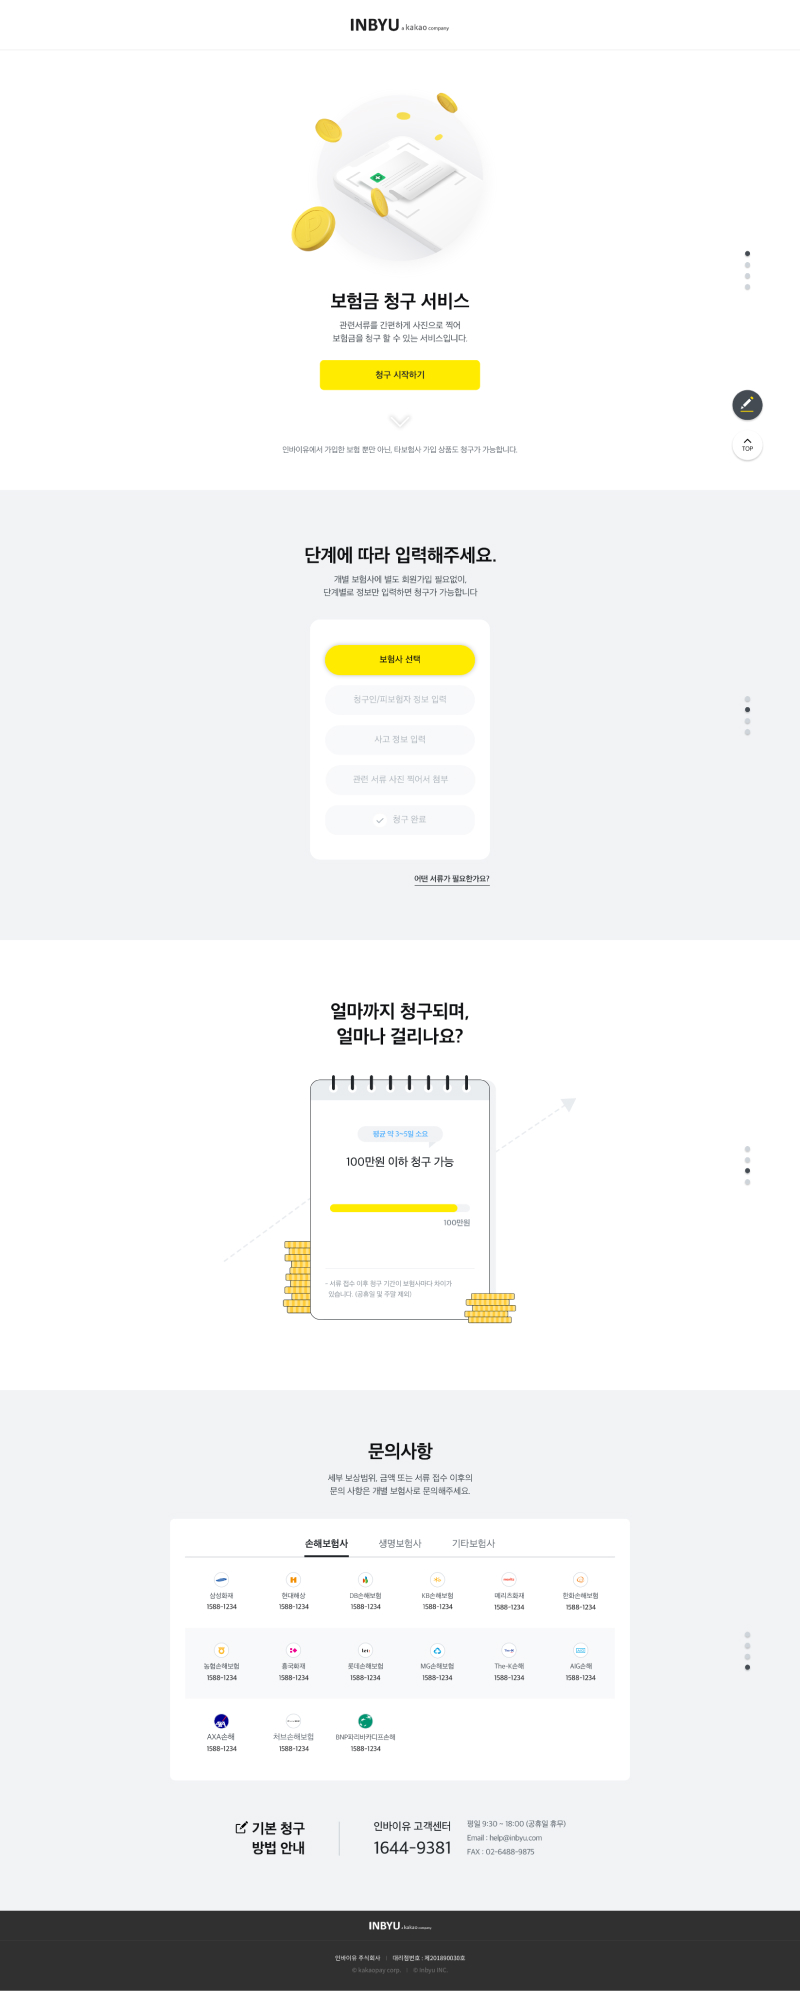 INBYU a kakao company
보험금 청구 서비스
관련서류를 간편하게 사진으로 찍어
보험금을 청구 할 수 있는 서비스입니다.
청구 시작하기
TOP
인바이유에서 가입한 보험 뿐만 아닌, 타보험사 가입 상품도 청구가 가능합니다.
단계에 따라 입력해주세요.
개별 보험사에 별도 회원가입 필요없이,
단계별로 정보만 입력하면 청구가 가능합니다
보험사 선택
청구인/피보험자 정보 입력
사고 정보 입력
관련 서류 사진 찍어서 첨부
청구 완료
어떤 서류가 필요한가요?
얼마까지 청구되며,
얼마나 걸리나요?
평균 약 3~5일 소요
100만원 이하 청구 가능
100만원
- 서류 접수 이후 청구 기간이 보험사마다 차이가
있습니다. (공휴일 및 주말 제외)
문의사항
세부 보상범위, 금액 또는 서류 접수 이후의
문의 사항은 개별 보험사로 문의해주세요.
손해보험사 생명보험사 기타보험사
삼성화재 현대해상 DB손해보험 KB손해보험 메리츠화재 한화손해보험
1588-1234 1588-1234 1588-1234 1588-1234 1588-1234 1588-1234
농협손해보험 흥국화재 롯데손해보험 MG손해보험 The-K손해 AIG손해
1588-1234 1588-1234 1588-1234 1588-1234 1588-1234 1588-1234
AXA손해 처브손해보험 BNP파리바카디프손해
1588-1234 1588-1234 1588-1234
기본 청구
방법 안내
인바이유 고객센터
1644-9381
평일 9:30 ~ 18:00 (공휴일 휴무)
Email : help@inbyu.com
FAX : 02-6488-9875
INBYU a kakao company
인바이유 주식회사 | 대리점번호 : 제201890030호
© kakaopay corp. | © Inbyu INC.